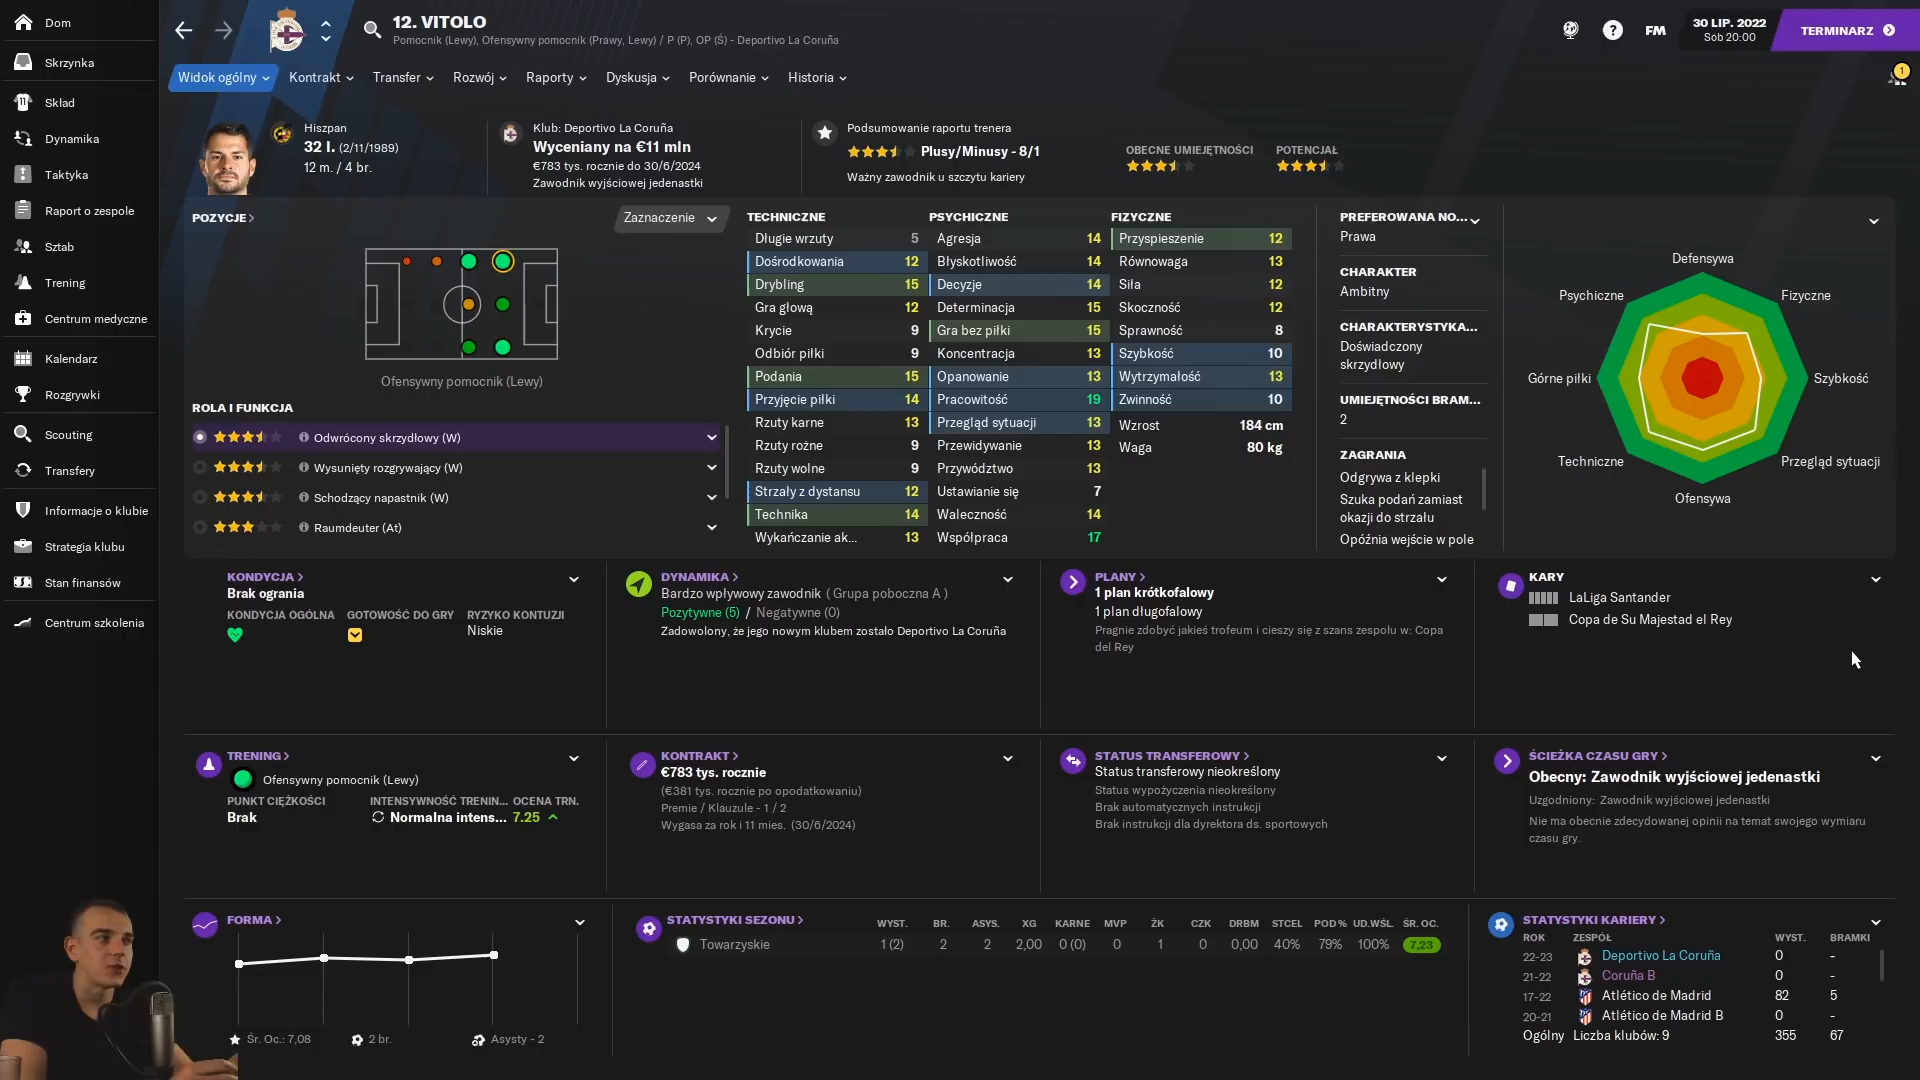 Dom
Skrzynka
Skład
Dynamika
Taktyka
Raport o zespole
Sztab
Trening
Centrum medyczne
Kalendarz
Rozgrywki
Scouting
Transfery
Informacje o klubie
Strategia klubu
Stan finansów
Centrum szkolenia
12. VITOLO
Pomocnik (Lewy), Ofensywny pomocnik (Prawy, Lewy) / P (P), OP (Ś) - Deportivo La Coruña
FM
30 LIP. 2022
Sob 20:00
TERMINARZ
Widok ogólny Kontrakt Transfer Rozwój Raporty Dyskusja Porównanie Historia
1
Hiszpan
32 l. (2/11/1989)
12 m. / 4 br.
Klub: Deportivo La Coruña
Wyceniany na €11 mln
€783 tys. rocznie do 30/6/2024
Zawodnik wyjściowej jedenastki
Podsumowanie raportu trenera
Plusy/Minusy - 8/1
Ważny zawodnik u szczytu kariery
OBECNE UMIEJĘTNOŚCI
POTENCJAŁ
POZYCJE
Zaznaczenie
Ofensywny pomocnik (Lewy)
ROLA I FUNKCJA
Odwrócony skrzydłowy (W)
Wysunięty rozgrywający (W)
Schodzący napastnik (W)
Raumdeuter (At)
TECHNICZNE
Długie wrzuty 5
Dośrodkowania 12
Drybling 15
Gra głową 12
Krycie 9
Odbiór piłki 9
Podania 15
Przyjęcie piłki 14
Rzuty karne 13
Rzuty rożne 9
Rzuty wolne 9
Strzały z dystansu 12
Technika 14
Wykańczanie ak... 13
PSYCHICZNE
Agresja 14
Błyskotliwość 14
Decyzje 14
Determinacja 15
Gra bez piłki 15
Koncentracja 13
Opanowanie 13
Pracowitość 19
Przegląd sytuacji 13
Przewidywanie 13
Przywództwo 13
Ustawianie się 7
Waleczność 14
Współpraca 17
FIZYCZNE
Przyspieszenie 12
Równowaga 13
Siła 12
Skoczność 12
Sprawność 8
Szybkość 10
Wytrzymałość 13
Zwinność 10
Wzrost 184 cm
Waga 80 kg
PREFEROWANA NO...
Prawa
CHARAKTER
Ambitny
CHARAKTERYSTYKA...
Doświadczony
skrzydłowy
UMIEJĘTNOŚCI BRAM...
2
ZAGRANIA
Odgrywa z klepki
Szuka podań zamiast
okazji do strzału
Opóźnia wejście w pole
Defensywa
Psychiczne
Fizyczne
Górne piłki
Szybkość
Techniczne
Przegląd sytuacji
Ofensywa
KONDYCJA
Brak ogrania
KONDYCJA OGÓLNA GOTOWOŚĆ DO GRY RYZYKO KONTUZJI
Niskie
DYNAMIKA
Bardzo wpływowy zawodnik ( Grupa poboczna A )
Pozytywne (5) / Negatywne (0)
Zadowolony, że jego nowym klubem zostało Deportivo La Coruña
PLANY
1 plan krótkofalowy
1 plan długofalowy
Pragnie zdobyć jakieś trofeum i cieszy się z szans zespołu w: Copa
del Rey
KARY
LaLiga Santander
Copa de Su Majestad el Rey
TRENING
Ofensywny pomocnik (Lewy)
PUNKT CIĘŻKOŚCI INTENSYWNOŚĆ TRENIN... OCENA TRN.
Brak Normalna intens... 7.25
KONTRAKT
€783 tys. rocznie
(€381 tys. rocznie po opodatkowaniu)
Premie / Klauzule - 1 / 2
Wygasa za rok i 11 mies. (30/6/2024)
STATUS TRANSFEROWY
Status transferowy nieokreślony
Status wypożyczenia nieokreślony
Brak automatycznych instrukcji
Brak instrukcji dla dyrektora ds. sportowych
ŚCIEŻKA CZASU GRY
Obecny: Zawodnik wyjściowej jedenastki
Uzgodniony: Zawodnik wyjściowej jedenastki
Nie ma obecnie zdecydowanej opinii na temat swojego wymiaru
czasu gry.
FORMA
Śr. Oc.: 7,08 2 br. Asysty - 2
STATYSTYKI SEZONU WYST. BR. ASYS. XG KARNE MVP ŻK CZK DRBM STCEL POD% UD.WŚL. ŚR. OC.
Towarzyskie 1 (2) 2 2 2,00 0 (0) 0 1 0 0,00 40% 79% 100% 7,23
STATYSTYKI KARIERY
ROK ZESPÓŁ WYST. BRAMKI
22-23 Deportivo La Coruña 0 -
21-22 Coruña B 0 -
17-22 Atlético de Madrid 82 5
20-21 Atlético de Madrid B 0 -
Ogólny Liczba klubów: 9 355 67